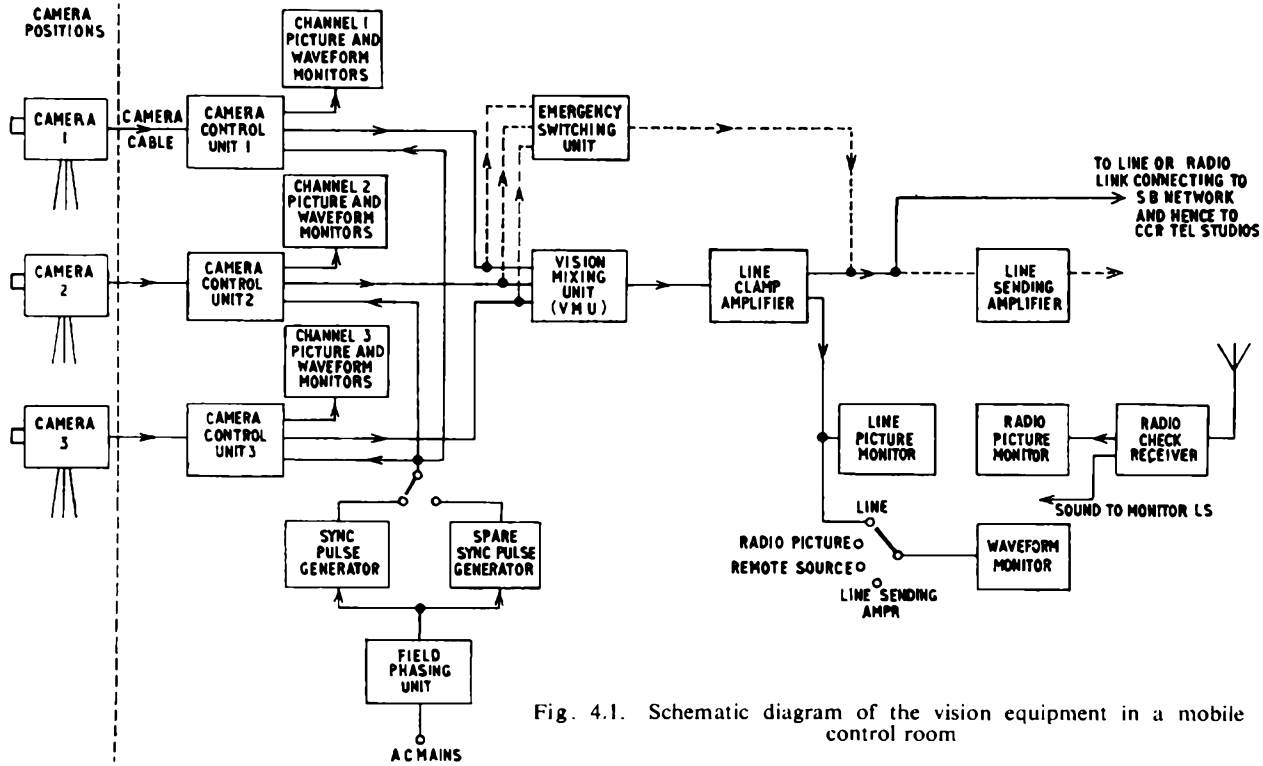 CAMERA
POSITIONS
CHANNEL 1
PICTURE AND
WAVEFORM
MONITORS
CAMERA
1
CAMERA
CABLE
CAMERA
CONTROL
UNIT 1
EMERGENCY
SWITCHING
UNIT
TO LINE OR RADIO
LINK CONNECTING TO
S B NETWORK
AND HENCE TO
CCR TEL STUDIOS
CHANNEL 2
PICTURE AND
WAVEFORM
MONITORS
CAMERA
2
CAMERA
CONTROL
UNIT 2
VISION
MIXING
UNIT
(V M U)
LINE
CLAMP
AMPLIFIER
LINE
SENDING
AMPLIFIER
CHANNEL 3
PICTURE AND
WAVEFORM
MONITORS
CAMERA
3
CAMERA
CONTROL
UNIT 3
LINE
PICTURE
MONITOR
RADIO
PICTURE
MONITOR
RADIO
CHECK
RECEIVER
SOUND TO MONITOR LS
SYNC
PULSE
GENERATOR
SPARE
SYNC PULSE
GENERATOR
LINE
RADIO PICTURE
REMOTE SOURCE
LINE SENDING
AMPR
WAVEFORM
MONITOR
FIELD
PHASING
UNIT
A C MAINS
Fig. 4.1. Schematic diagram of the vision equipment in a mobile
control room